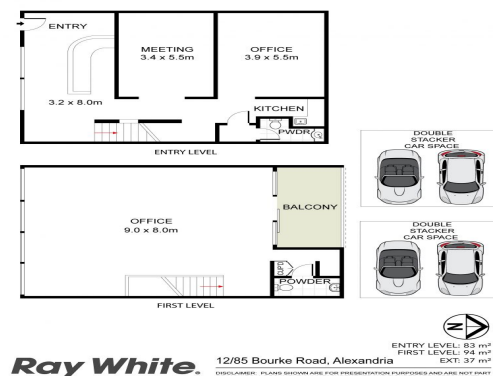 ENTRY
MEETING
3.4 x 5.5m
OFFICE
3.9 x 5.5m
3.2 x 8.0m
KITCHEN
PWDR
ENTRY LEVEL
DOUBLE
STACKER
CAR SPACE
OFFICE
9.0 x 8.0m
BALCONY
CUPD
POWDER
FIRST LEVEL
DOUBLE
STACKER
CAR SPACE
N
ENTRY LEVEL: 83 m²
FIRST LEVEL: 94 m²
EXT: 37 m²
Ray White.
12/85 Bourke Road, Alexandria
DISCLAIMER: PLANS SHOWN ARE FOR PRESENTATION PURPOSES AND ARE NOT PART